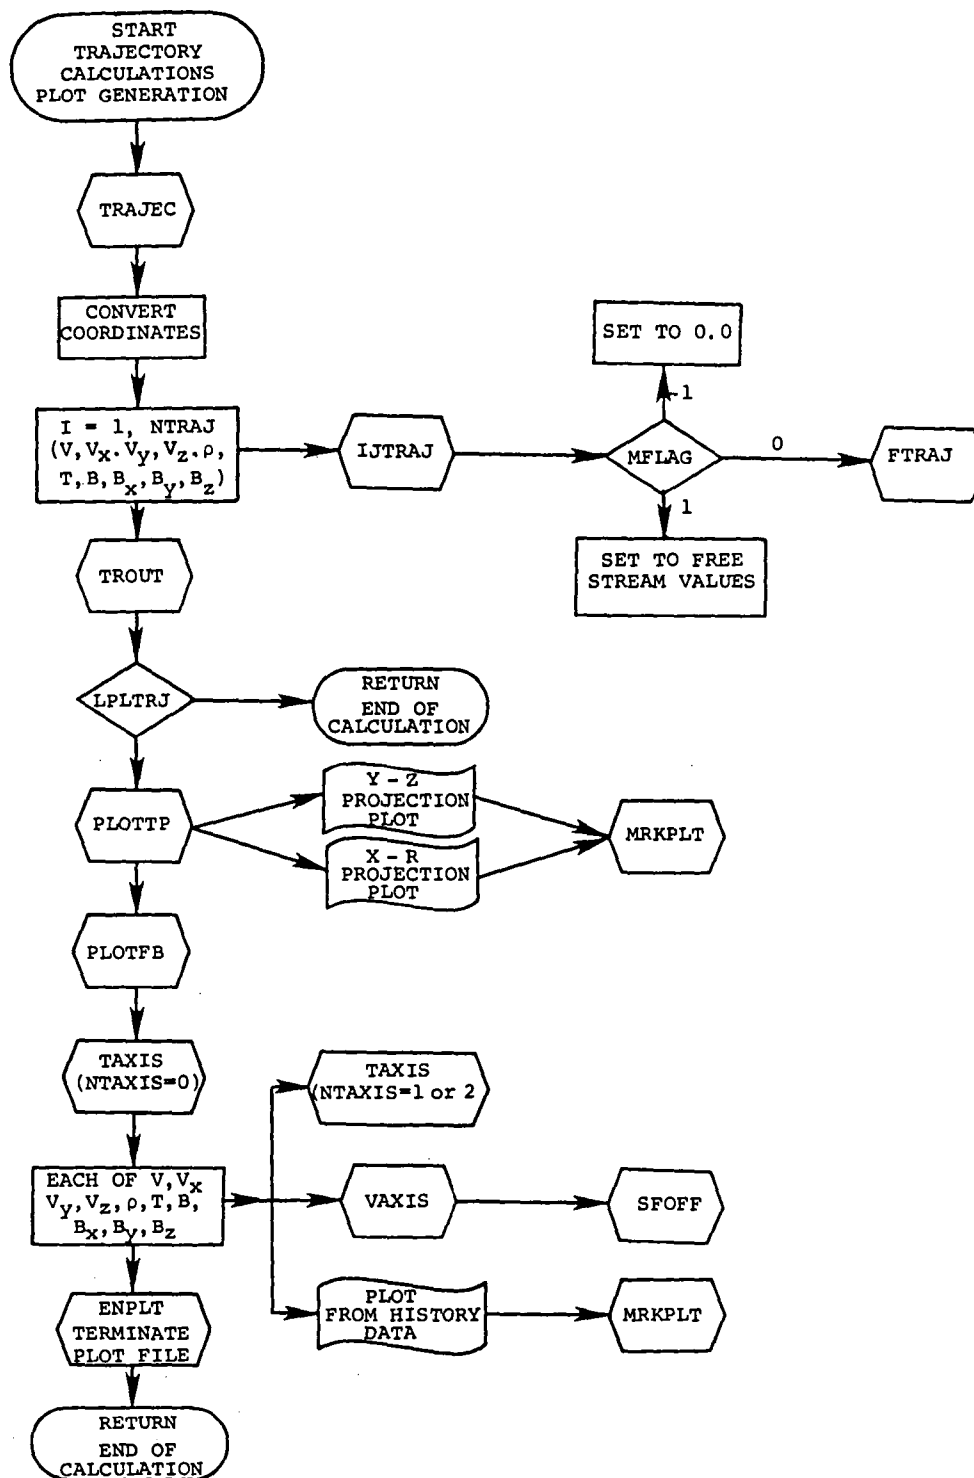 START
TRAJECTORY
CALCULATIONS
PLOT GENERATION
TRAJEC
CONVERT
COORDINATES
I = 1, NTRAJ
(V, Vx. Vy, Vz. ρ,
T, B, Bx, By, Bz)
IJTRAJ
SET TO 0.0
-1
MFLAG
0
FTRAJ
1
SET TO FREE
STREAM VALUES
TROUT
LPLTRJ
RETURN
END OF
CALCULATION
PLOTTP
Y - Z
PROJECTION
PLOT
X - R
PROJECTION
PLOT
MRKPLT
PLOTFB
TAXIS
(NTAXIS=0)
TAXIS
(NTAXIS=1 or 2
EACH OF V, Vx
Vy, Vz, ρ, T, B,
Bx, By, Bz
VAXIS
SFOFF
PLOT
FROM HISTORY
DATA
MRKPLT
ENPLT
TERMINATE
PLOT FILE
RETURN
END OF
CALCULATION